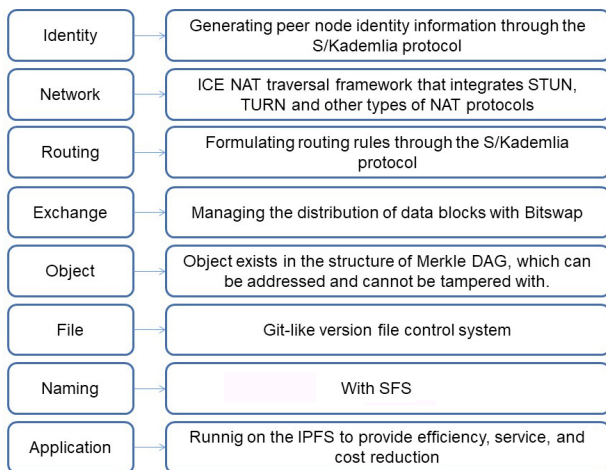 Identity
Generating peer node identity information through the
S/Kademlia protocol
Network
ICE NAT traversal framework that integrates STUN,
TURN and other types of NAT protocols
Routing
Formulating routing rules through the S/Kademlia
protocol
Exchange
Managing the distribution of data blocks with Bitswap
Object
Object exists in the structure of Merkle DAG, which can
be addressed and cannot be tampered with.
File
Git-like version file control system
Naming
With SFS
Application
Runnig on the IPFS to provide efficiency, service, and
cost reduction